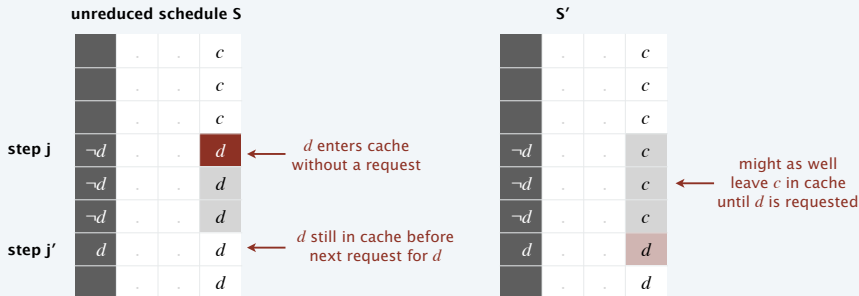 unreduced schedule S S′
. . c . . c
. . c . . c
. . c . . c
step j ¬d . . d d enters cache without a request ¬d . . c
¬d . . d ¬d . . c might as well leave c in cache until d is requested
¬d . . d ¬d . . c
step j′ d . . d d still in cache before next request for d d . . d
. . d . . d